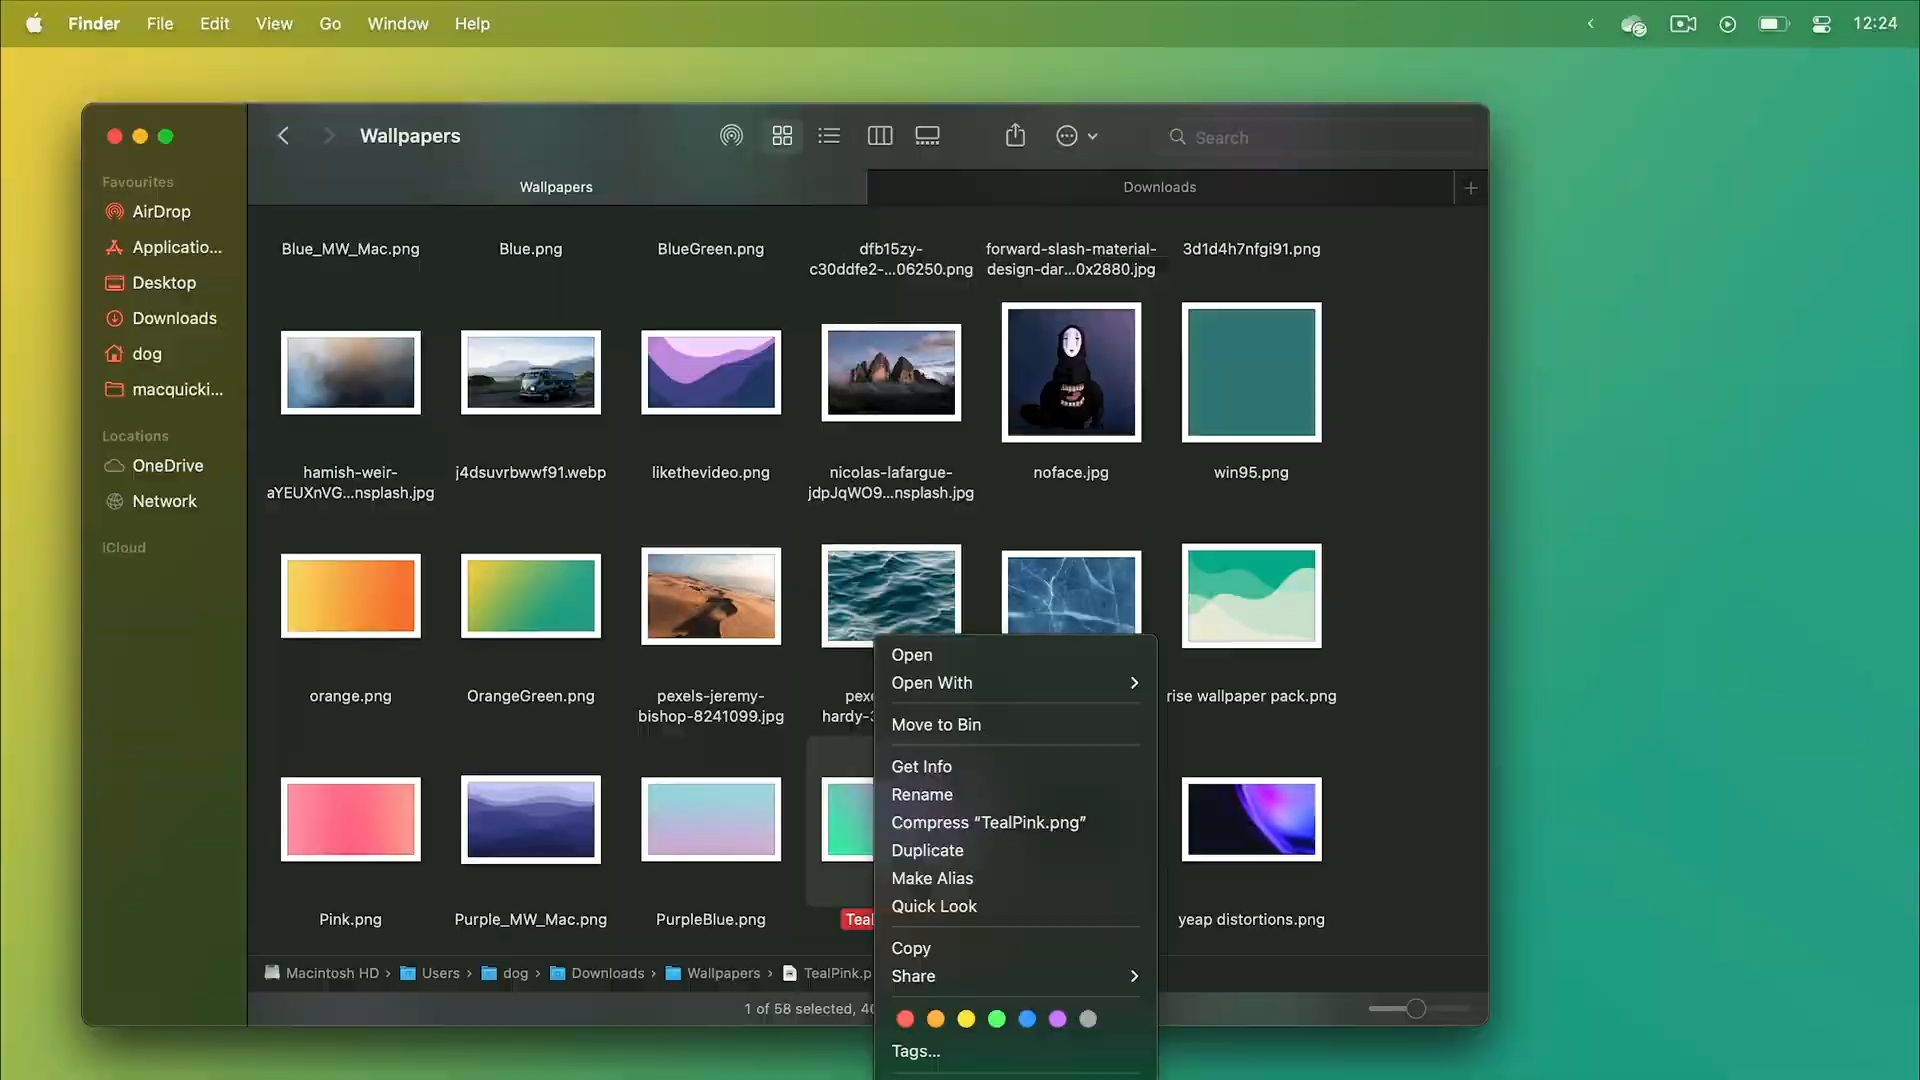 Finder File Edit View Go Window Help
12:24
Wallpapers
Search
Favourites
AirDrop
Applicatio...
Desktop
Downloads
dog
macquicki...
Locations
OneDrive
Network
iCloud
Wallpapers
Downloads
Blue_MW_Mac.png
Blue.png
BlueGreen.png
dfb15zy-
c30ddfe2-...06250.png
forward-slash-material-
design-dar...0x2880.jpg
3d1d4h7nfgi91.png
hamish-weir-
aYEUXnVG...nsplash.jpg
j4dsuvrbwwf91.webp
likethevideo.png
nicolas-lafargue-
jdpJqWO9...nsplash.jpg
noface.jpg
win95.png
orange.png
OrangeGreen.png
pexels-jeremy-
bishop-8241099.jpg
rise wallpaper pack.png
Pink.png
Purple_MW_Mac.png
PurpleBlue.png
yeap distortions.png
Macintosh HD › Users › dog › Downloads › Wallpapers › TealPink.p
1 of 58 selected, 40
Open
Open With
Move to Bin
Get Info
Rename
Compress “TealPink.png”
Duplicate
Make Alias
Quick Look
Copy
Share
Tags...